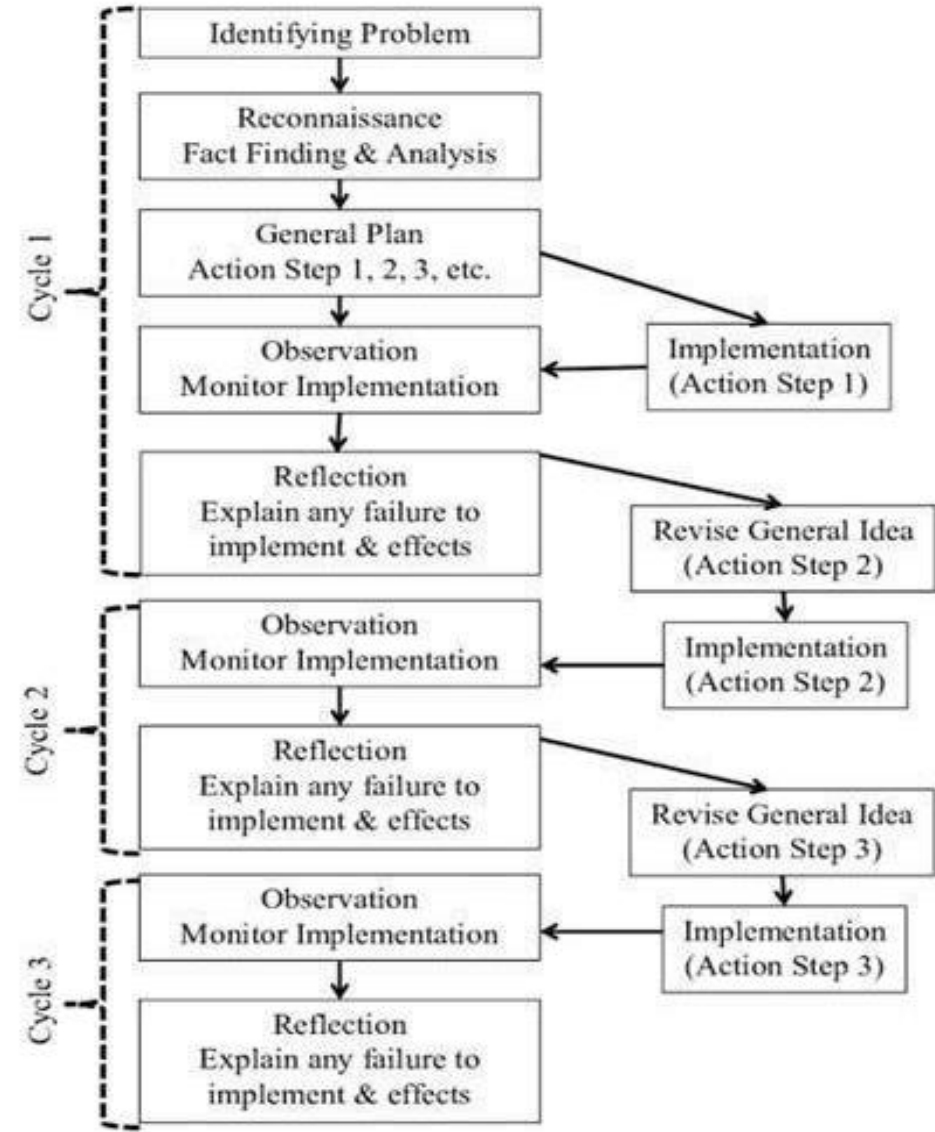 Cycle 1
Identifying Problem
Reconnaissance
Fact Finding & Analysis
General Plan
Action Step 1, 2, 3, etc.
Implementation
(Action Step 1)
Observation
Monitor Implementation
Reflection
Explain any failure to
implement & effects
Revise General Idea
(Action Step 2)
Implementation
(Action Step 2)
Cycle 2
Observation
Monitor Implementation
Reflection
Explain any failure to
implement & effects
Revise General Idea
(Action Step 3)
Implementation
(Action Step 3)
Cycle 3
Observation
Monitor Implementation
Reflection
Explain any failure to
implement & effects